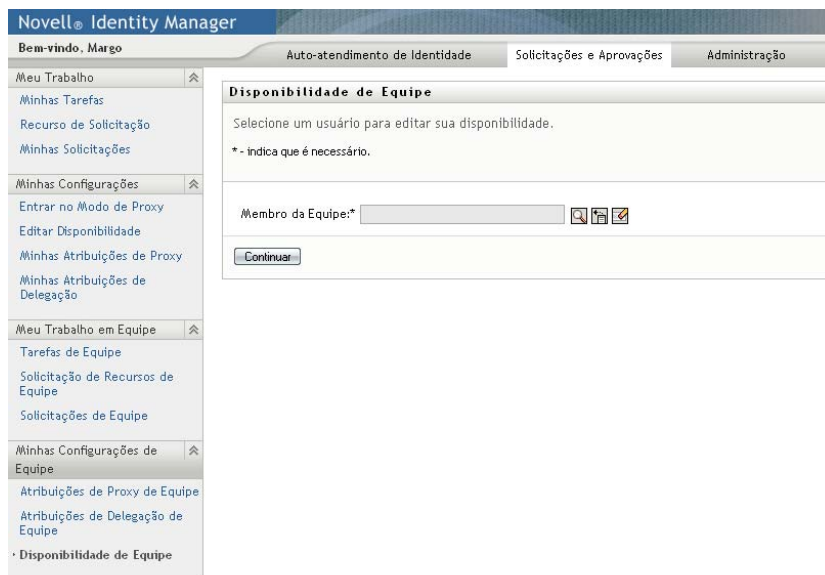 Novell® Identity Manager
Bem-vindo, Margo
Auto-atendimento de Identidade
Solicitações e Aprovações
Administração
Meu Trabalho
Minhas Tarefas
Recurso de Solicitação
Minhas Solicitações
Minhas Configurações
Entrar no Modo de Proxy
Editar Disponibilidade
Minhas Atribuições de Proxy
Minhas Atribuições de
Delegação
Meu Trabalho em Equipe
Tarefas de Equipe
Solicitação de Recursos de
Equipe
Solicitações de Equipe
Minhas Configurações de
Equipe
Atribuições de Proxy de Equipe
Atribuições de Delegação de
Equipe
Disponibilidade de Equipe
Disponibilidade de Equipe
Selecione um usuário para editar sua disponibilidade.
* - indica que é necessário.
Membro da Equipe:*
Continuar